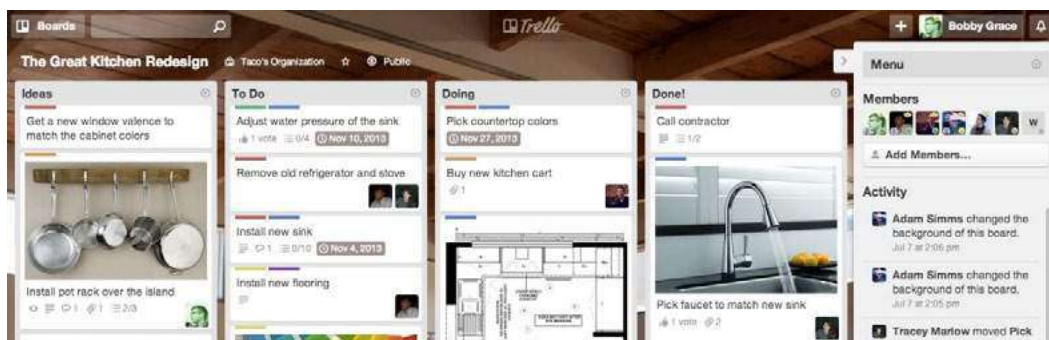 Boards
Trello
Bobby Grace
The Great Kitchen Redesign
Taco's Organization
Public
Ideas
Get a new window valence to
match the cabinet colors
Install pot rack over the island
1
1
2/3
To Do
Adjust water pressure of the sink
1 vote
0/4
Nov 10, 2013
Remove old refrigerator and stove
Install new sink
1
0/10
Nov 4, 2013
Install new flooring
Doing
Pick countertop colors
Nov 27, 2013
Buy new kitchen cart
1
Done!
Call contractor
1/2
Pick faucet to match new sink
1 vote
2
Menu
Members
W
Add Members...
Activity
Adam Simms changed the
background of this board.
Jul 7 at 2:06 pm
Adam Simms changed the
background of this board.
Jul 7 at 2:05 pm
Tracey Marlow moved Pick